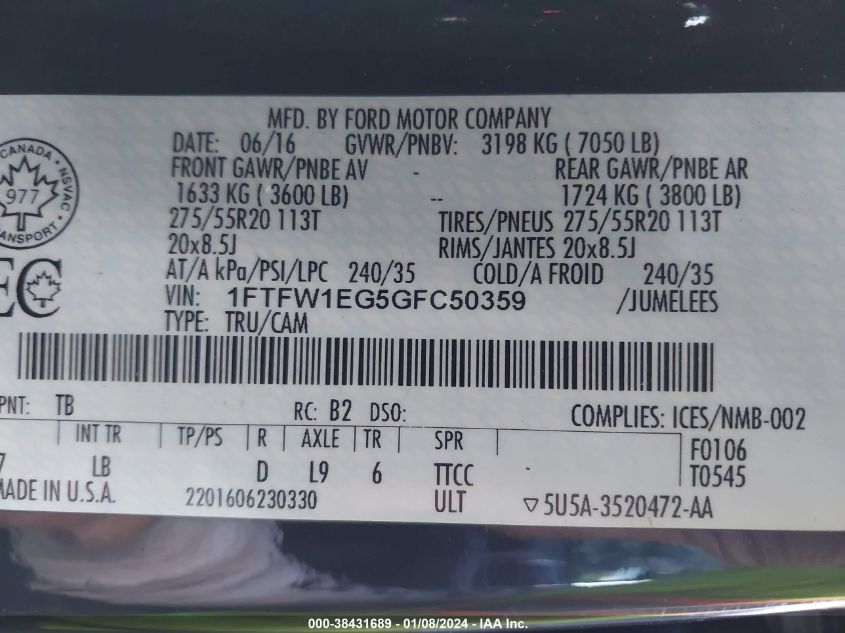 MFD. BY FORD MOTOR COMPANY
DATE: 06/16 GVWR/PNBV: 3198 KG ( 7050 LB)
FRONT GAWR/PNBE AV - REAR GAWR/PNBE AR
1633 KG ( 3600 LB) -- 1724 KG ( 3800 LB)
275/55R20 113T TIRES/PNEUS 275/55R20 113T
20x8.5J RIMS/JANTES 20x8.5J
AT/A kPa/PSI/LPC 240/35 COLD/A FROID 240/35
VIN: 1FTFW1EG5GFC50359 /JUMELEES
TYPE: TRU/CAM
CANADA NSVAC
977
TRANSPORT
PNT: TB RC: B2 DSO: COMPLIES: ICES/NMB-002
INT TR TP/PS R AXLE TR SPR F0106
LB D L9 6 TTCC - T0545
MADE IN U.S.A. 2201606230330 ULT ▽5U5A-3520472-AA
000-38431689 - 01/08/2024 - IAA Inc.